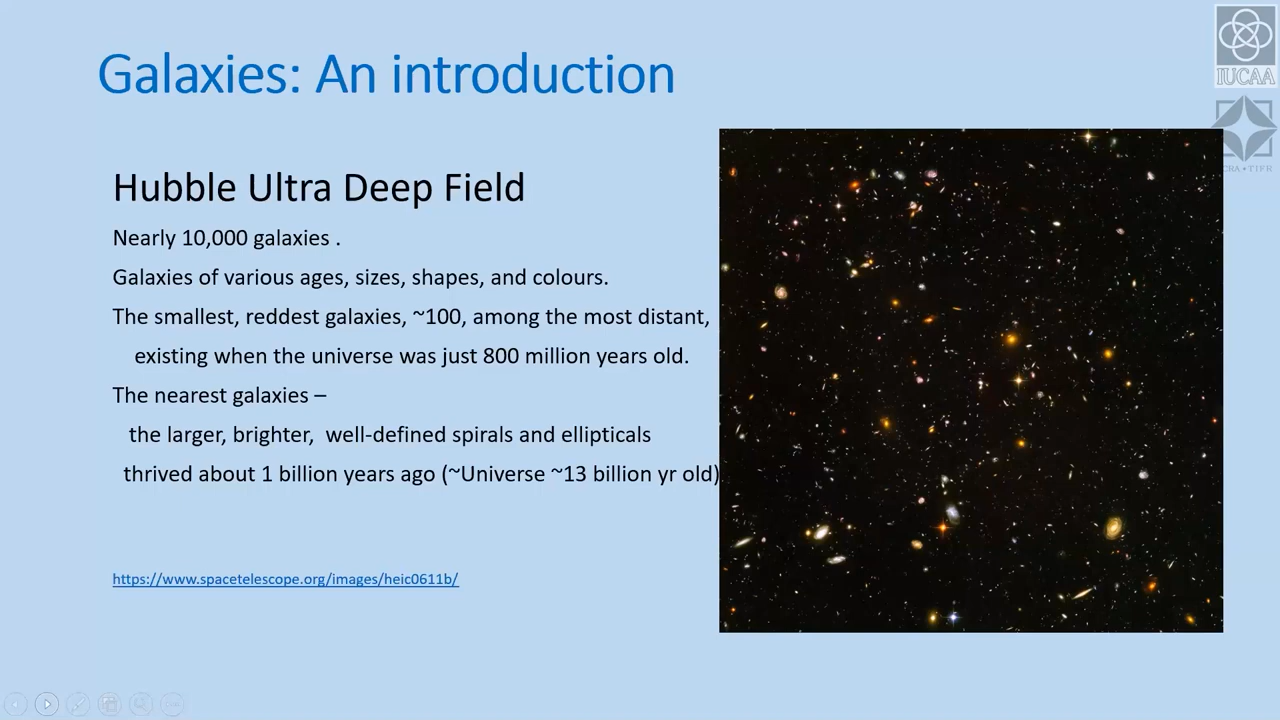 Galaxies: An introduction
IUCAA
Hubble Ultra Deep Field
Nearly 10,000 galaxies .
Galaxies of various ages, sizes, shapes, and colours.
The smallest, reddest galaxies, ~100, among the most distant,
existing when the universe was just 800 million years old.
The nearest galaxies –
the larger, brighter, well-defined spirals and ellipticals
thrived about 1 billion years ago (~Universe ~13 billion yr old)
https://www.spacetelescope.org/images/heic0611b/